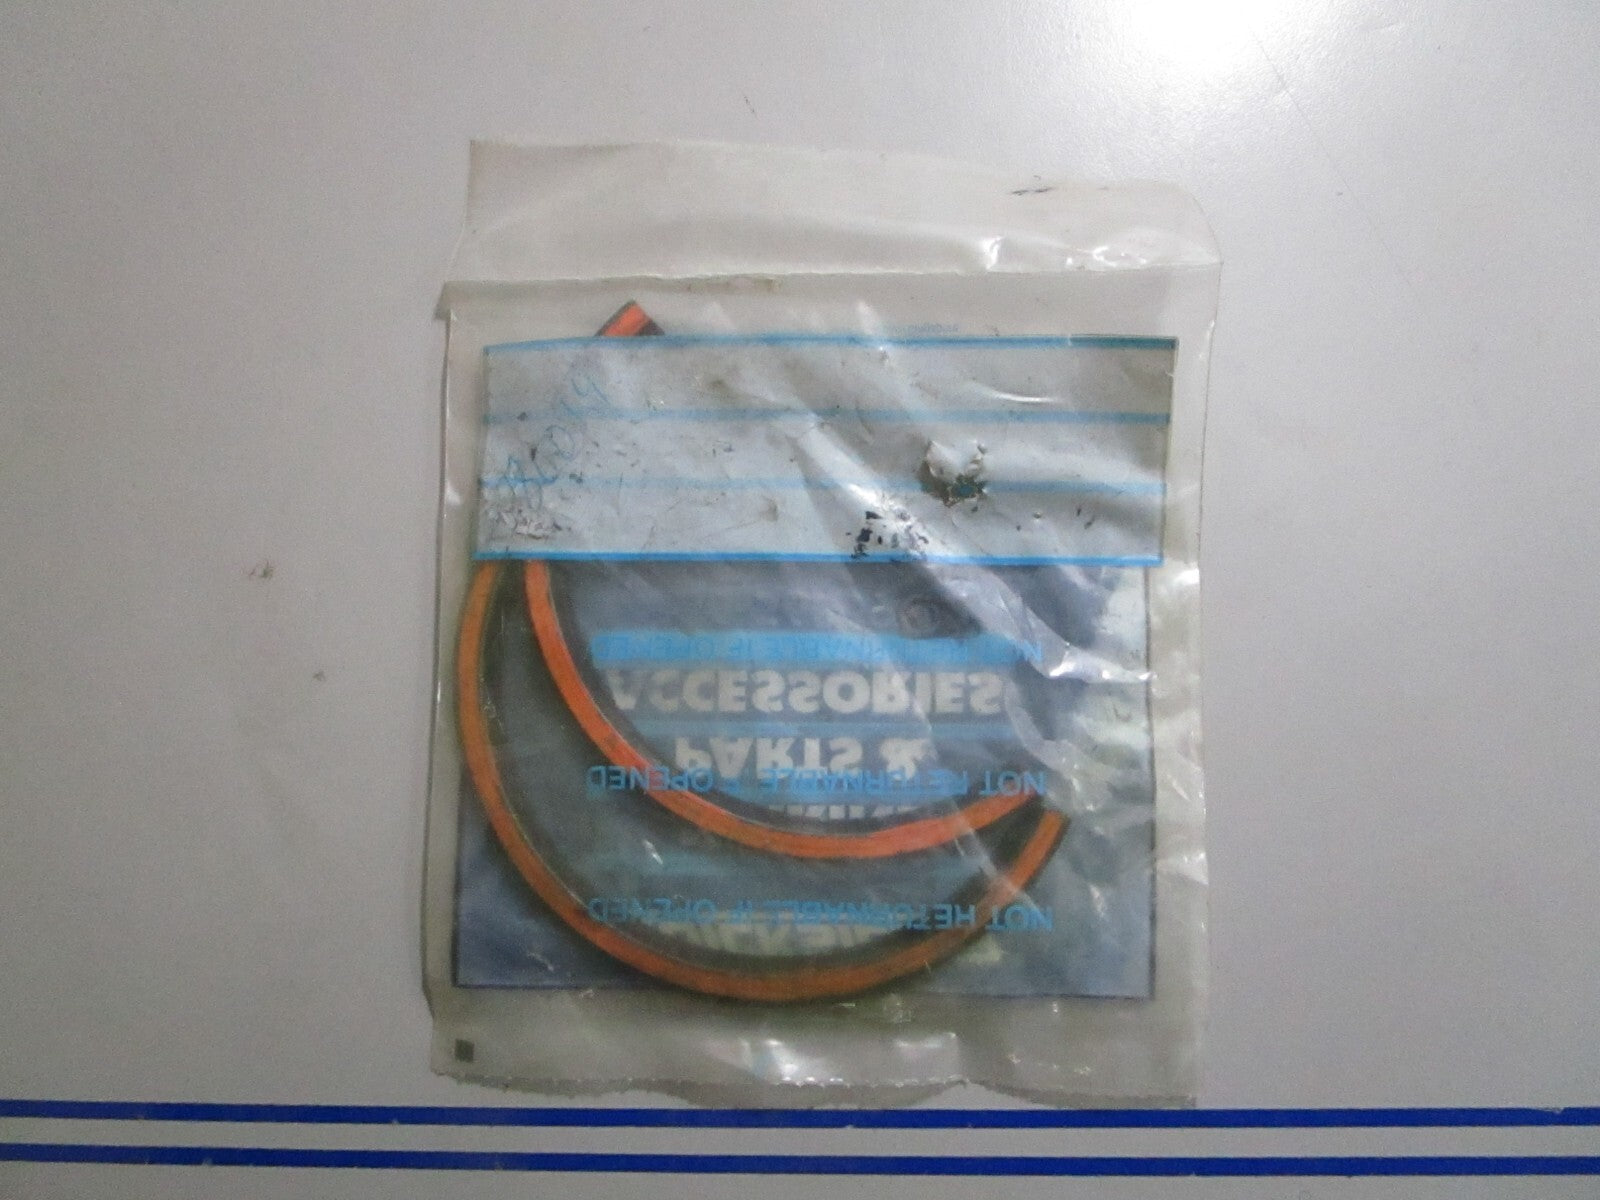 NOT RETURNABLE IF OPENED
NOT RETURNABLE IF OPENED
PARTS &
ACCESSORIES
NOT RETURNABLE IF OPENED